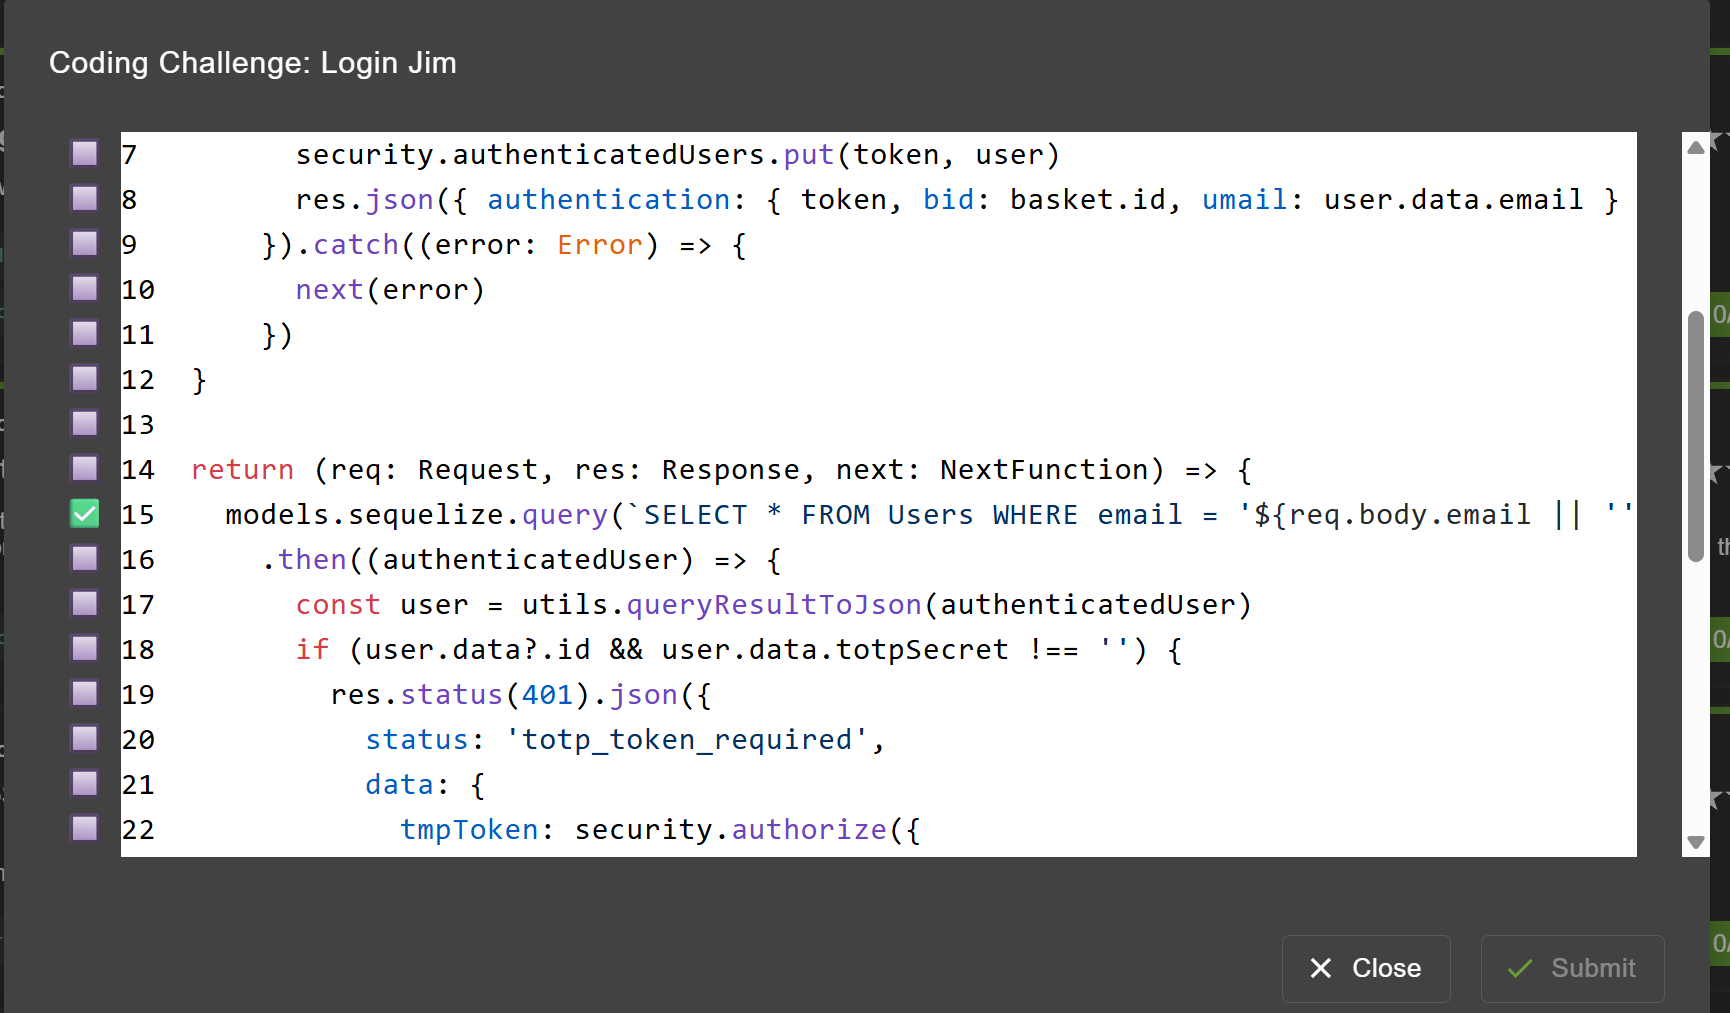 Coding Challenge: Login Jim
7 security.authenticatedUsers.put(token, user)
8 res.json({ authentication: { token, bid: basket.id, umail: user.data.email }
9 }).catch((error: Error) => {
10 next(error)
11 })
12 }
13
14 return (req: Request, res: Response, next: NextFunction) => {
15 models.sequelize.query(`SELECT * FROM Users WHERE email = '${req.body.email || ''
16 .then((authenticatedUser) => {
17 const user = utils.queryResultToJson(authenticatedUser)
18 if (user.data?.id && user.data.totpSecret !== '') {
19 res.status(401).json({
20 status: 'totp_token_required',
21 data: {
22 tmpToken: security.authorize({
Close
Submit